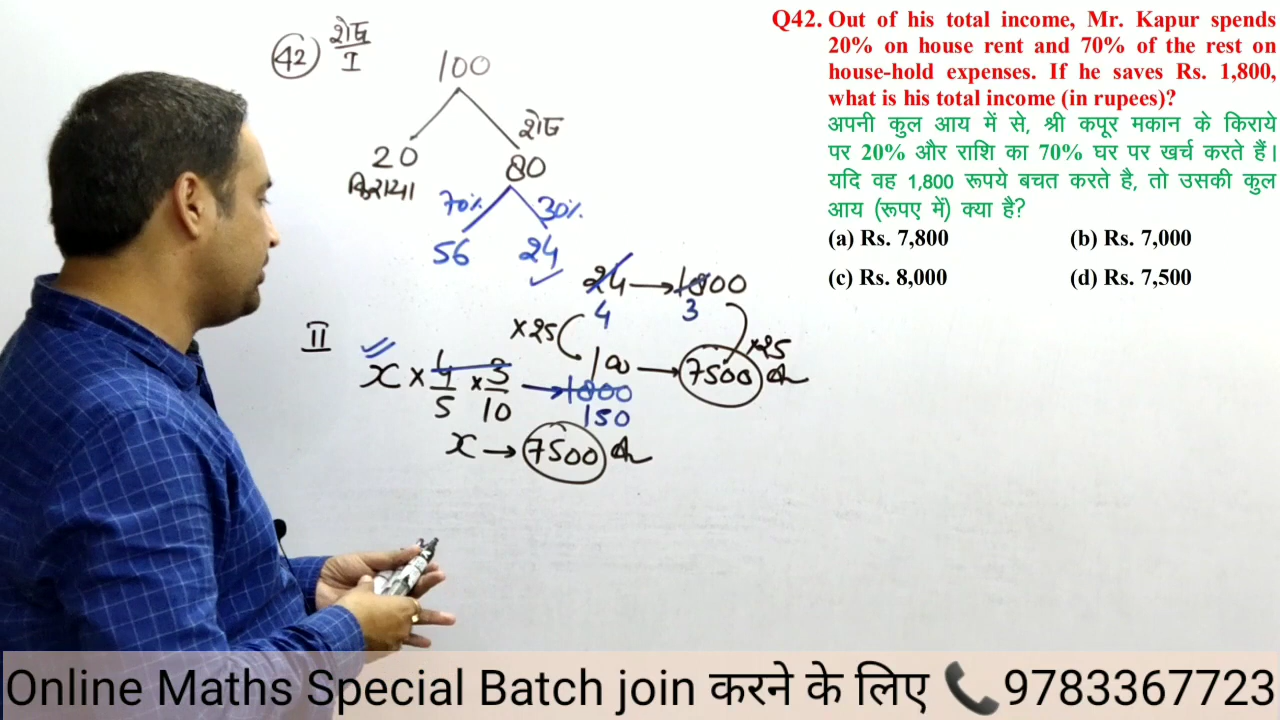 Q42. Out of his total income, Mr. Kapur spends
20% on house rent and 70% of the rest on
house-hold expenses. If he saves Rs. 1,800,
what is his total income (in rupees)?
अपनी कुल आय में से, श्री कपूर मकान के किराये
पर 20% और राशि का 70% घर पर खर्च करते हैं।
यदि वह 1,800 रूपये बचत करते है, तो उसकी कुल
आय (रूपए में) क्या है?
(a) Rs. 7,800 (b) Rs. 7,000
(c) Rs. 8,000 (d) Rs. 7,500
42
I
100
शेष
20 80
किराया
70% 30%
56 24
24 → 1800
4 3
×25 ×25
100 → 7500
II
x × 4/5 × 3/10 → 1800
150
x → 7500
Online Maths Special Batch join करने के लिए 9783367723